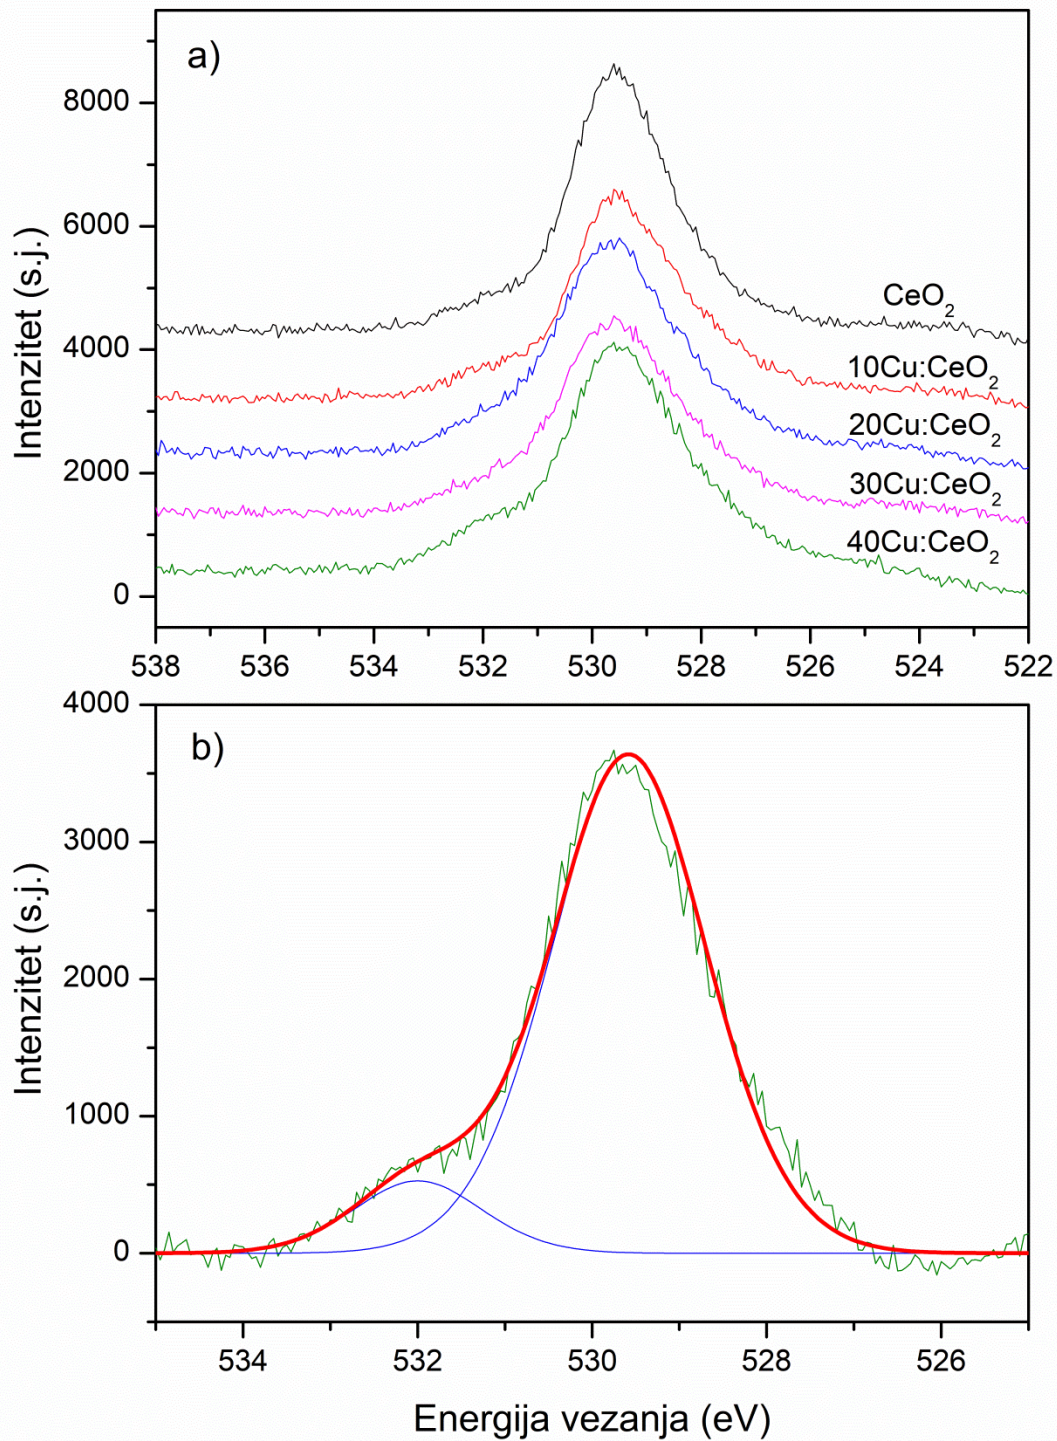 a)
Intenzitet (s.j.)
8000
6000
4000
2000
0
CeO₂
10Cu:CeO₂
20Cu:CeO₂
30Cu:CeO₂
40Cu:CeO₂
538 536 534 532 530 528 526 524 522
b)
Intenzitet (s.j.)
4000
3000
2000
1000
0
534 532 530 528 526
Energija vezanja (eV)